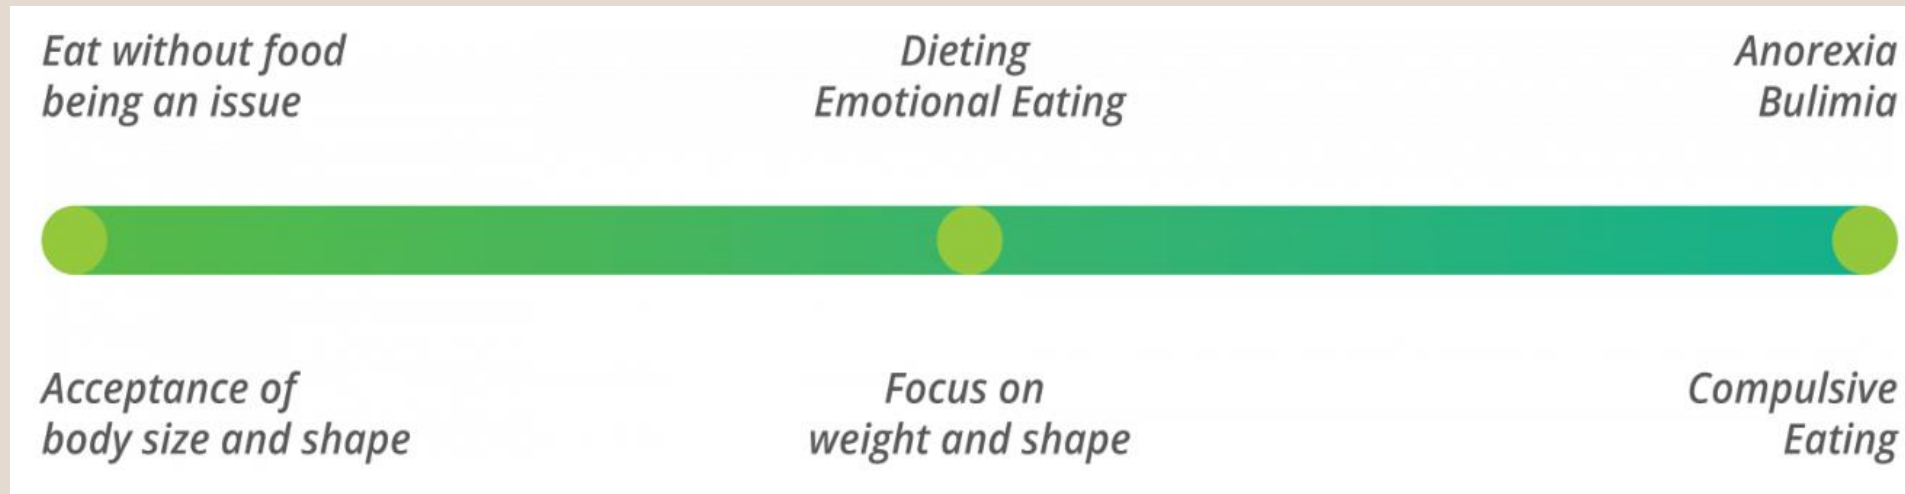 Eat without food
being an issue
Dieting
Emotional Eating
Anorexia
Bulimia
Acceptance of
body size and shape
Focus on
weight and shape
Compulsive
Eating